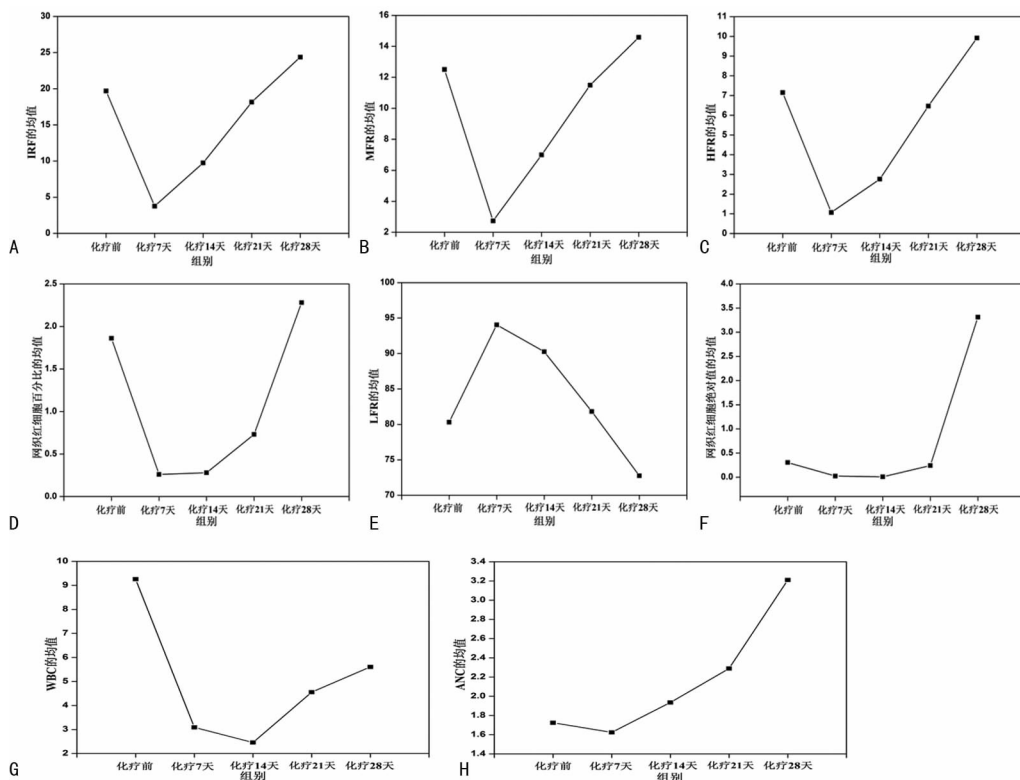 IRF的均值
30
25
20
15
10
5
0
化疗前 化疗7天 化疗14天 化疗21天 化疗28天
组别
A
MFR的均值
16
14
12
10
8
6
4
2
化疗前 化疗7天 化疗14天 化疗21天 化疗28天
组别
B
HFR的均值
11
10
9
8
7
6
5
4
3
2
1
0
化疗前 化疗7天 化疗14天 化疗21天 化疗28天
组别
C
网织红细胞百分比的均值
2.5
2.0
1.5
1.0
0.5
0.0
化疗前 化疗7天 化疗14天 化疗21天 化疗28天
组别
D
LFR的均值
100
95
90
85
80
75
70
化疗前 化疗7天 化疗14天 化疗21天 化疗28天
组别
E
网织红细胞绝对值的均值
4.0
3.5
3.0
2.5
2.0
1.5
1.0
0.5
0.0
化疗前 化疗7天 化疗14天 化疗21天 化疗28天
组别
F
WBC的均值
10
9
8
7
6
5
4
3
2
化疗前 化疗7天 化疗14天 化疗21天 化疗28天
组别
G
ANC的均值
3.4
3.2
3.0
2.8
2.6
2.4
2.2
2.0
1.8
1.6
1.4
化疗前 化疗7天 化疗14天 化疗21天 化疗28天
组别
H